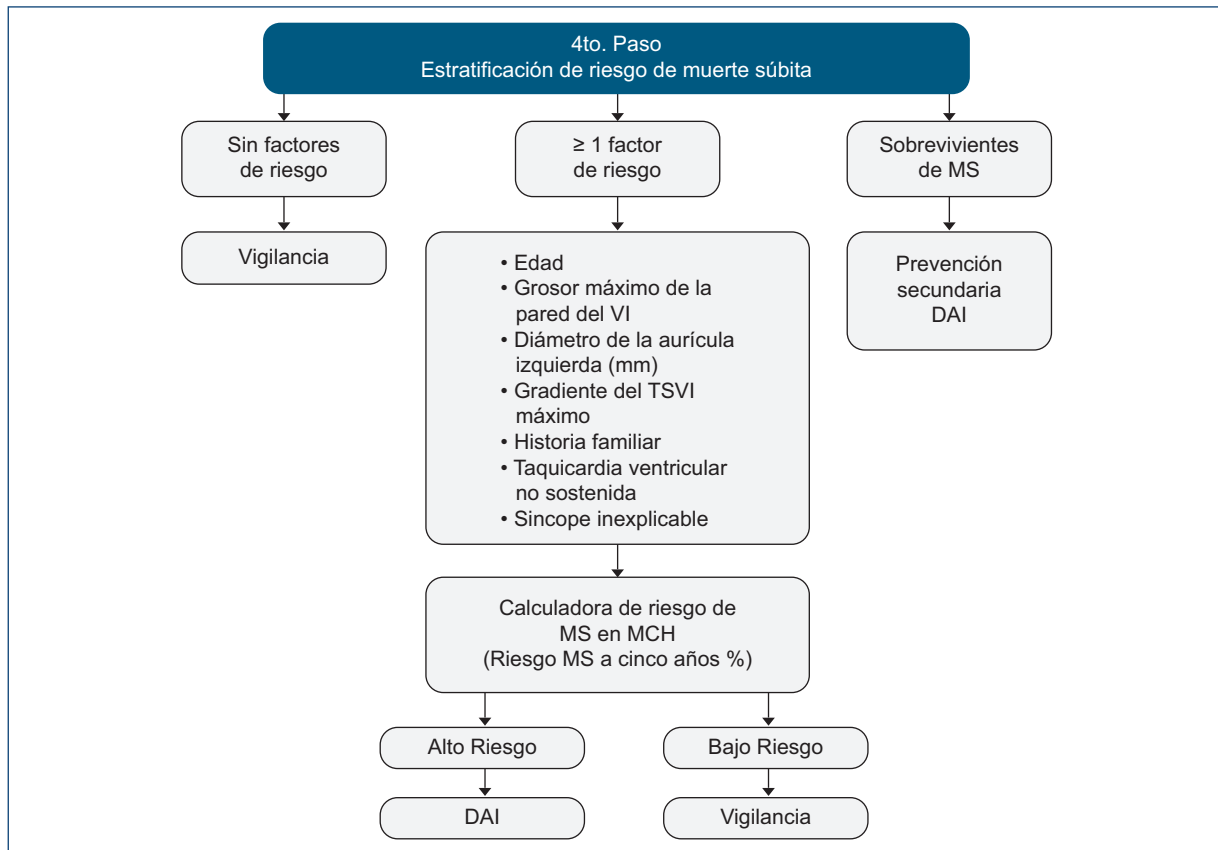 4to. Paso
Estratificación de riesgo de muerte súbita
Sin factores
de riesgo
≥ 1 factor
de riesgo
Sobrevivientes
de MS
Vigilancia
• Edad
• Grosor máximo de la
pared del VI
• Diámetro de la aurícula
izquierda (mm)
• Gradiente del TSVI
máximo
• Historia familiar
• Taquicardia ventricular
no sostenida
• Sincope inexplicable
Prevención
secundaria
DAI
Calculadora de riesgo de
MS en MCH
(Riesgo MS a cinco años %)
Alto Riesgo
Bajo Riesgo
DAI
Vigilancia